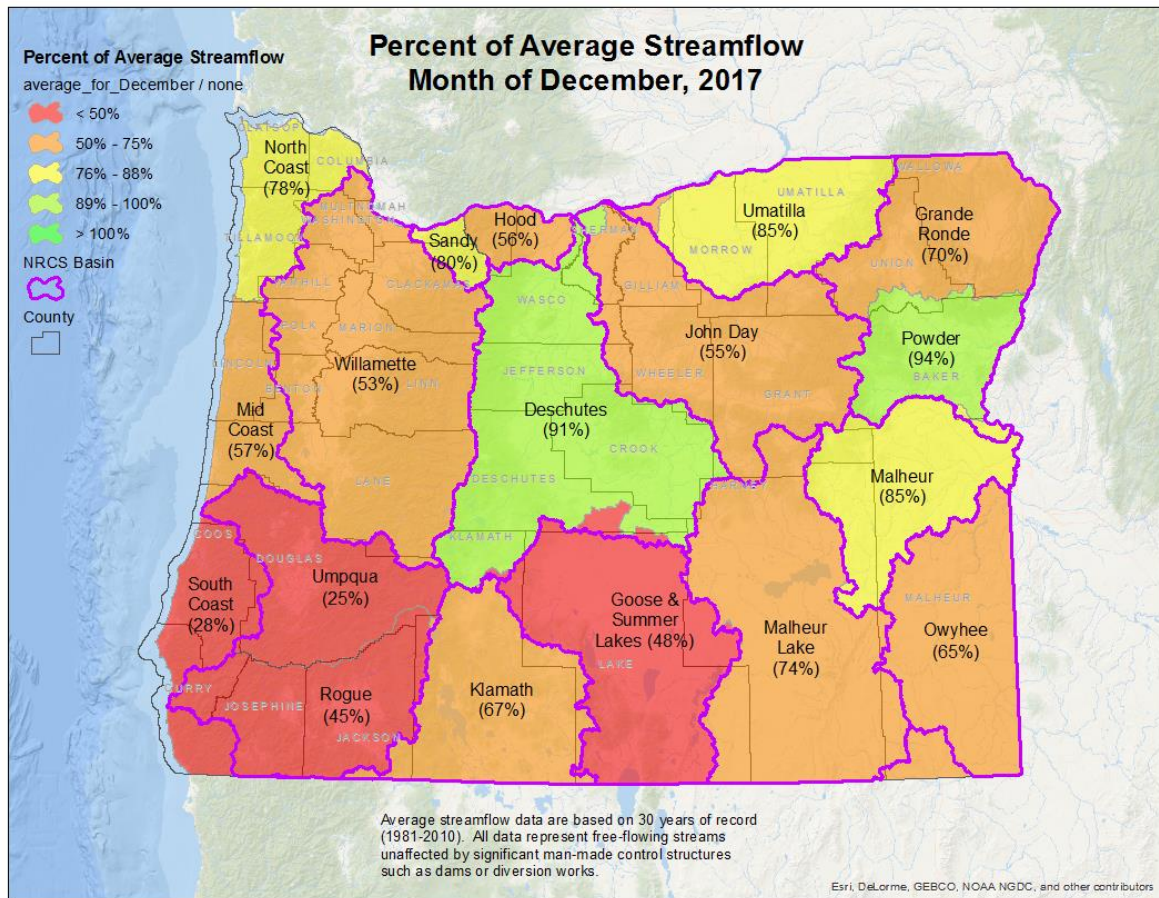 Percent of Average Streamflow
Month of December, 2017
Percent of Average Streamflow
average_for_December / none
< 50%
50% - 75%
76% - 88%
89% - 100%
> 100%
NRCS Basin
County
CLATSOP
North
Coast
(78%)
COLUMBIA
TILLAMOOK
MULTNOMAH
WASHINGTON
Sandy
(80%)
Hood
(56%)
SHERMAN
UMATILLA
Umatilla
(85%)
MORROW
WALLOWA
Grande
Ronde
(70%)
UNION
YAMHILL
CLACKAMAS
WASCO
GILLIAM
POLK
MARION
John Day
(55%)
Powder
(94%)
BAKER
LINCOLN
BENTON
Willamette
(53%)
LINN
JEFFERSON
WHEELER
GRANT
Mid
Coast
(57%)
Deschutes
(91%)
CROOK
LANE
DESCHUTES
HARNEY
Malheur
(85%)
COOS
DOUGLAS
KLAMATH
South
Coast
(28%)
Umpqua
(25%)
Goose &
Summer
Lakes (48%)
LAKE
Malheur
Lake
(74%)
MALHEUR
Owyhee
(65%)
CURRY
JOSEPHINE
Rogue
(45%)
JACKSON
Klamath
(67%)
Average streamflow data are based on 30 years of record
(1981-2010).  All data represent free-flowing streams
unaffected by significant man-made control structures
such as dams or diversion works.
Esri, DeLorme, GEBCO, NOAA NGDC, and other contributors